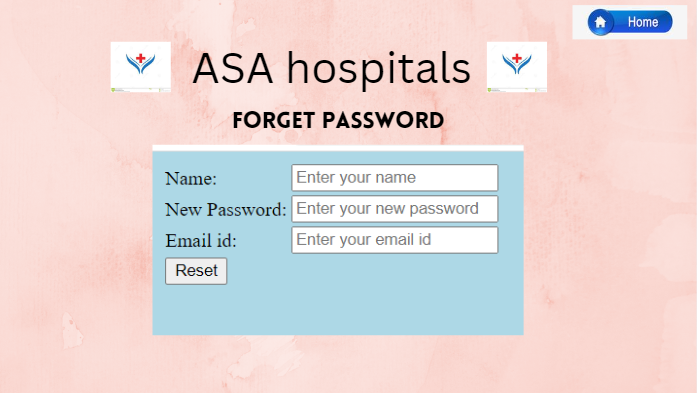 Home
ASA hospitals
FORGET PASSWORD
Name: Enter your name
New Password: Enter your new password
Email id: Enter your email id
Reset